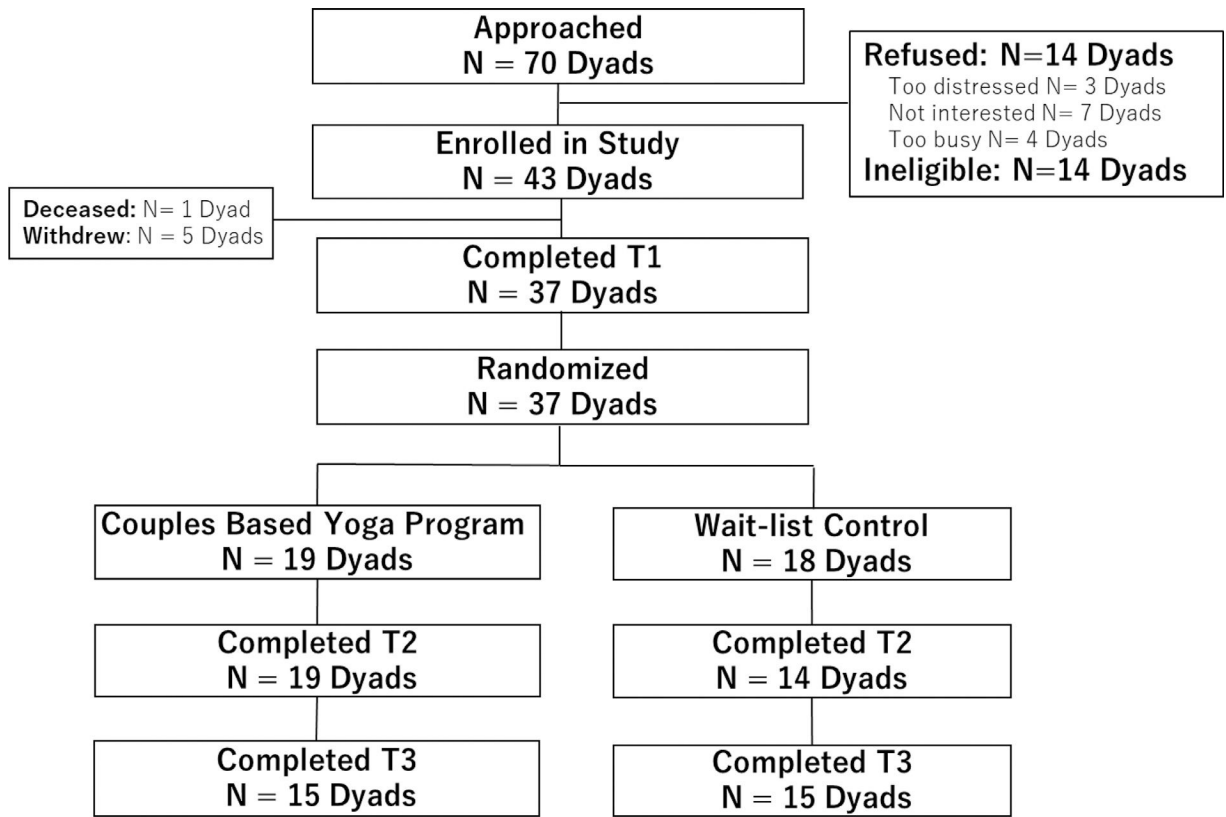 Approached
N = 70 Dyads
Refused: N=14 Dyads
Too distressed N= 3 Dyads
Not interested N= 7 Dyads
Too busy N= 4 Dyads
Ineligible: N=14 Dyads
Enrolled in Study
N = 43 Dyads
Deceased: N= 1 Dyad
Withdrew: N = 5 Dyads
Completed T1
N = 37 Dyads
Randomized
N = 37 Dyads
Couples Based Yoga Program
N = 19 Dyads
Wait-list Control
N = 18 Dyads
Completed T2
N = 19 Dyads
Completed T2
N = 14 Dyads
Completed T3
N = 15 Dyads
Completed T3
N = 15 Dyads